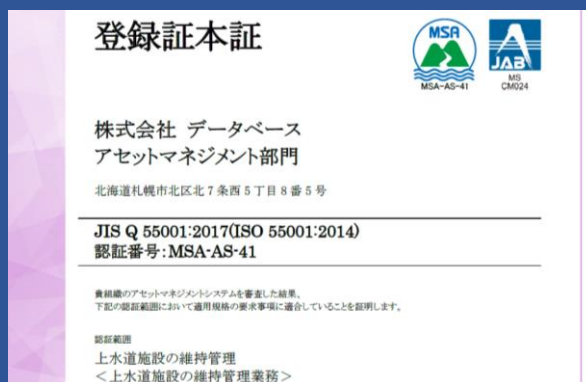 登録証本証
MSA
MSA-AS-41
JAB
MS
CM024
株式会社 データベース
アセットマネジメント部門
北海道札幌市北区北7条西5丁目8番5号
JIS Q 55001:2017(ISO 55001:2014)
認証番号:MSA-AS-41
貴組織のアセットマネジメントシステムを審査した結果、
下記の認証範囲において適用規格の要求事項に適合していることを証明します。
認証範囲
上水道施設の維持管理
<上水道施設の維持管理業務>